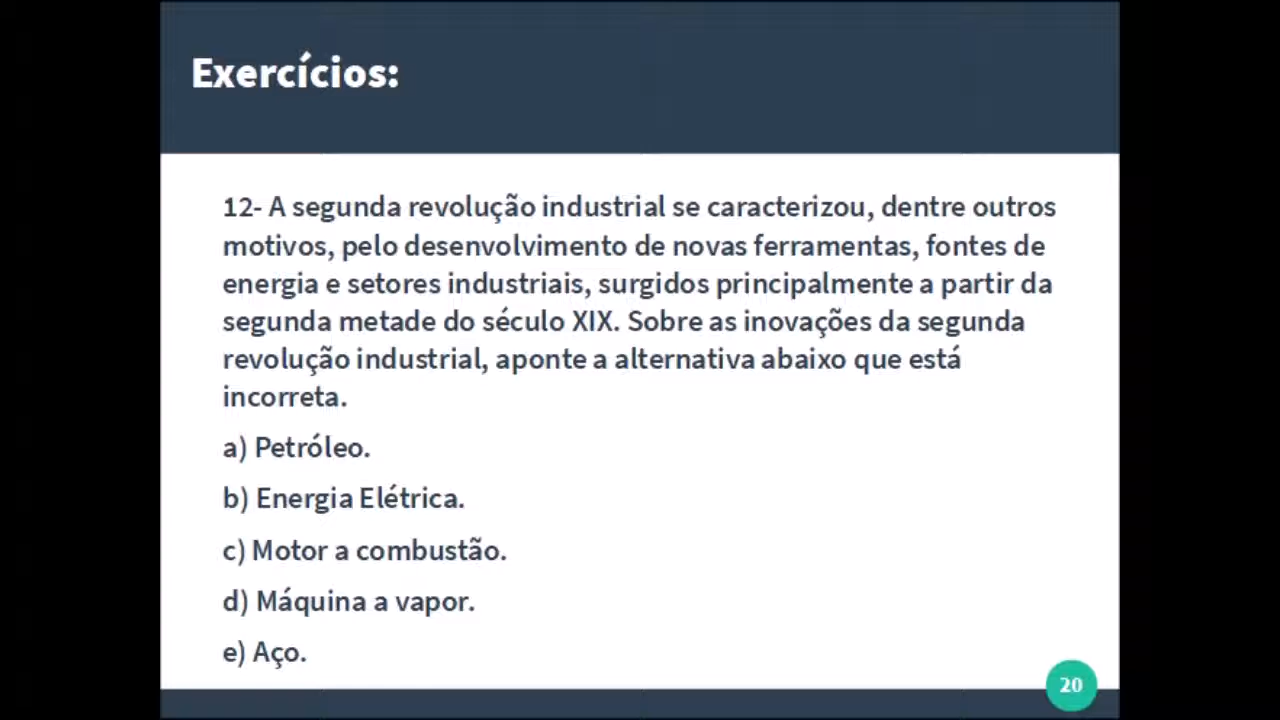 Exercícios:
12- A segunda revolução industrial se caracterizou, dentre outros
motivos, pelo desenvolvimento de novas ferramentas, fontes de
energia e setores industriais, surgidos principalmente a partir da
segunda metade do século XIX. Sobre as inovações da segunda
revolução industrial, aponte a alternativa abaixo que está
incorreta.
a) Petróleo.
b) Energia Elétrica.
c) Motor a combustão.
d) Máquina a vapor.
e) Aço.
20